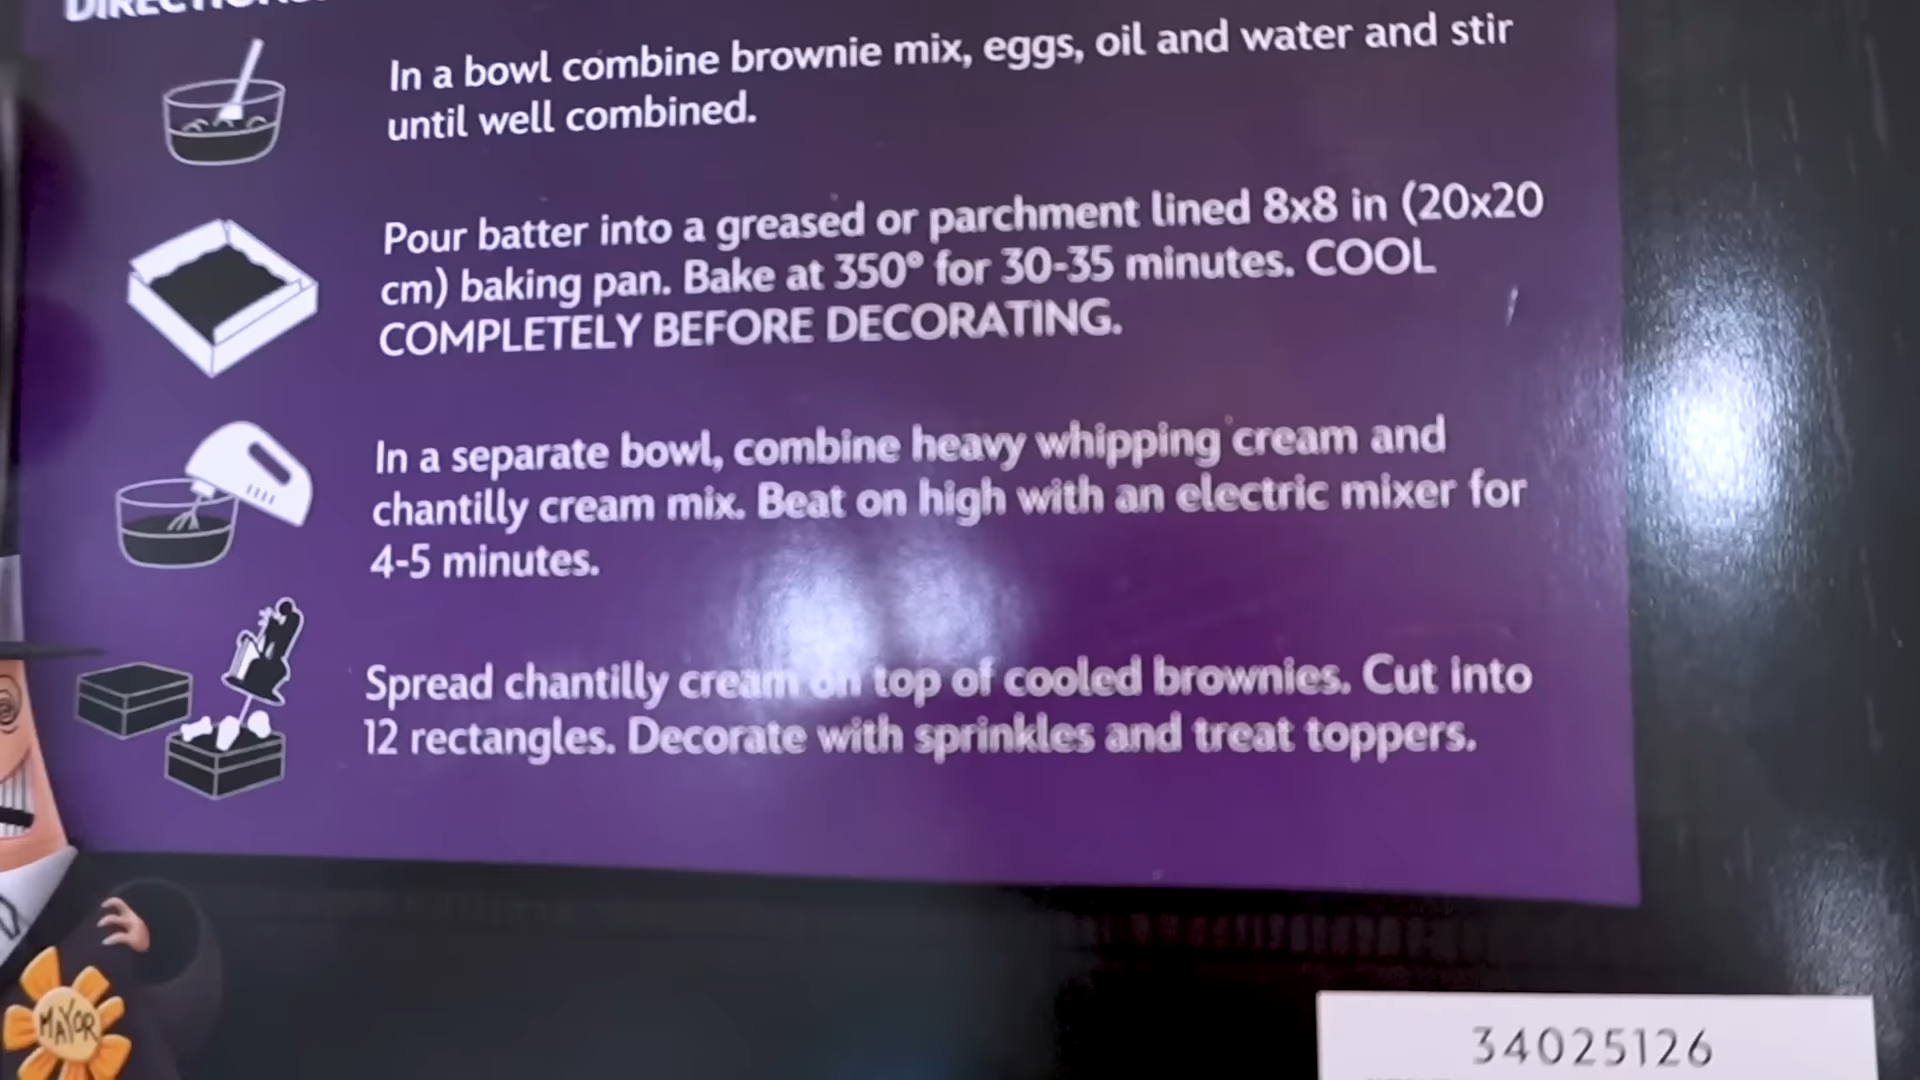 DIRECTIONS:
In a bowl combine brownie mix, eggs, oil and water and stir
until well combined.
Pour batter into a greased or parchment lined 8x8 in (20x20
cm) baking pan. Bake at 350° for 30-35 minutes. COOL
COMPLETELY BEFORE DECORATING.
In a separate bowl, combine heavy whipping cream and
chantilly cream mix. Beat on high with an electric mixer for
4-5 minutes.
Spread chantilly cream on top of cooled brownies. Cut into
12 rectangles. Decorate with sprinkles and treat toppers.
MAYOR
34025126